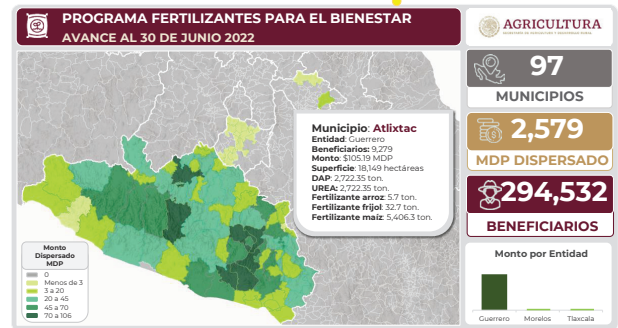 PROGRAMA FERTILIZANTES PARA EL BIENESTAR
AVANCE AL 30 DE JUNIO 2022
AGRICULTURA
SECRETARÍA DE AGRICULTURA Y DESARROLLO RURAL
97
MUNICIPIOS
2,579
MDP DISPERSADO
294,532
BENEFICIARIOS
Municipio: Atlixtac
Entidad: Guerrero
Beneficiarios: 9,279
Monto: $105.19 MDP
Superficie: 18,149 hectáreas
DAP: 2,722.35 ton.
UREA: 2,722.35 ton.
Fertilizante arroz: 5.7 ton.
Fertilizante frijol: 32.7 ton.
Fertilizante maíz: 5,406.3 ton.
Monto
Dispersado
MDP
0
Menos de 3
3 a 20
20 a 45
45 a 70
70 a 106
Monto por Entidad
Guerrero Morelos Tlaxcala